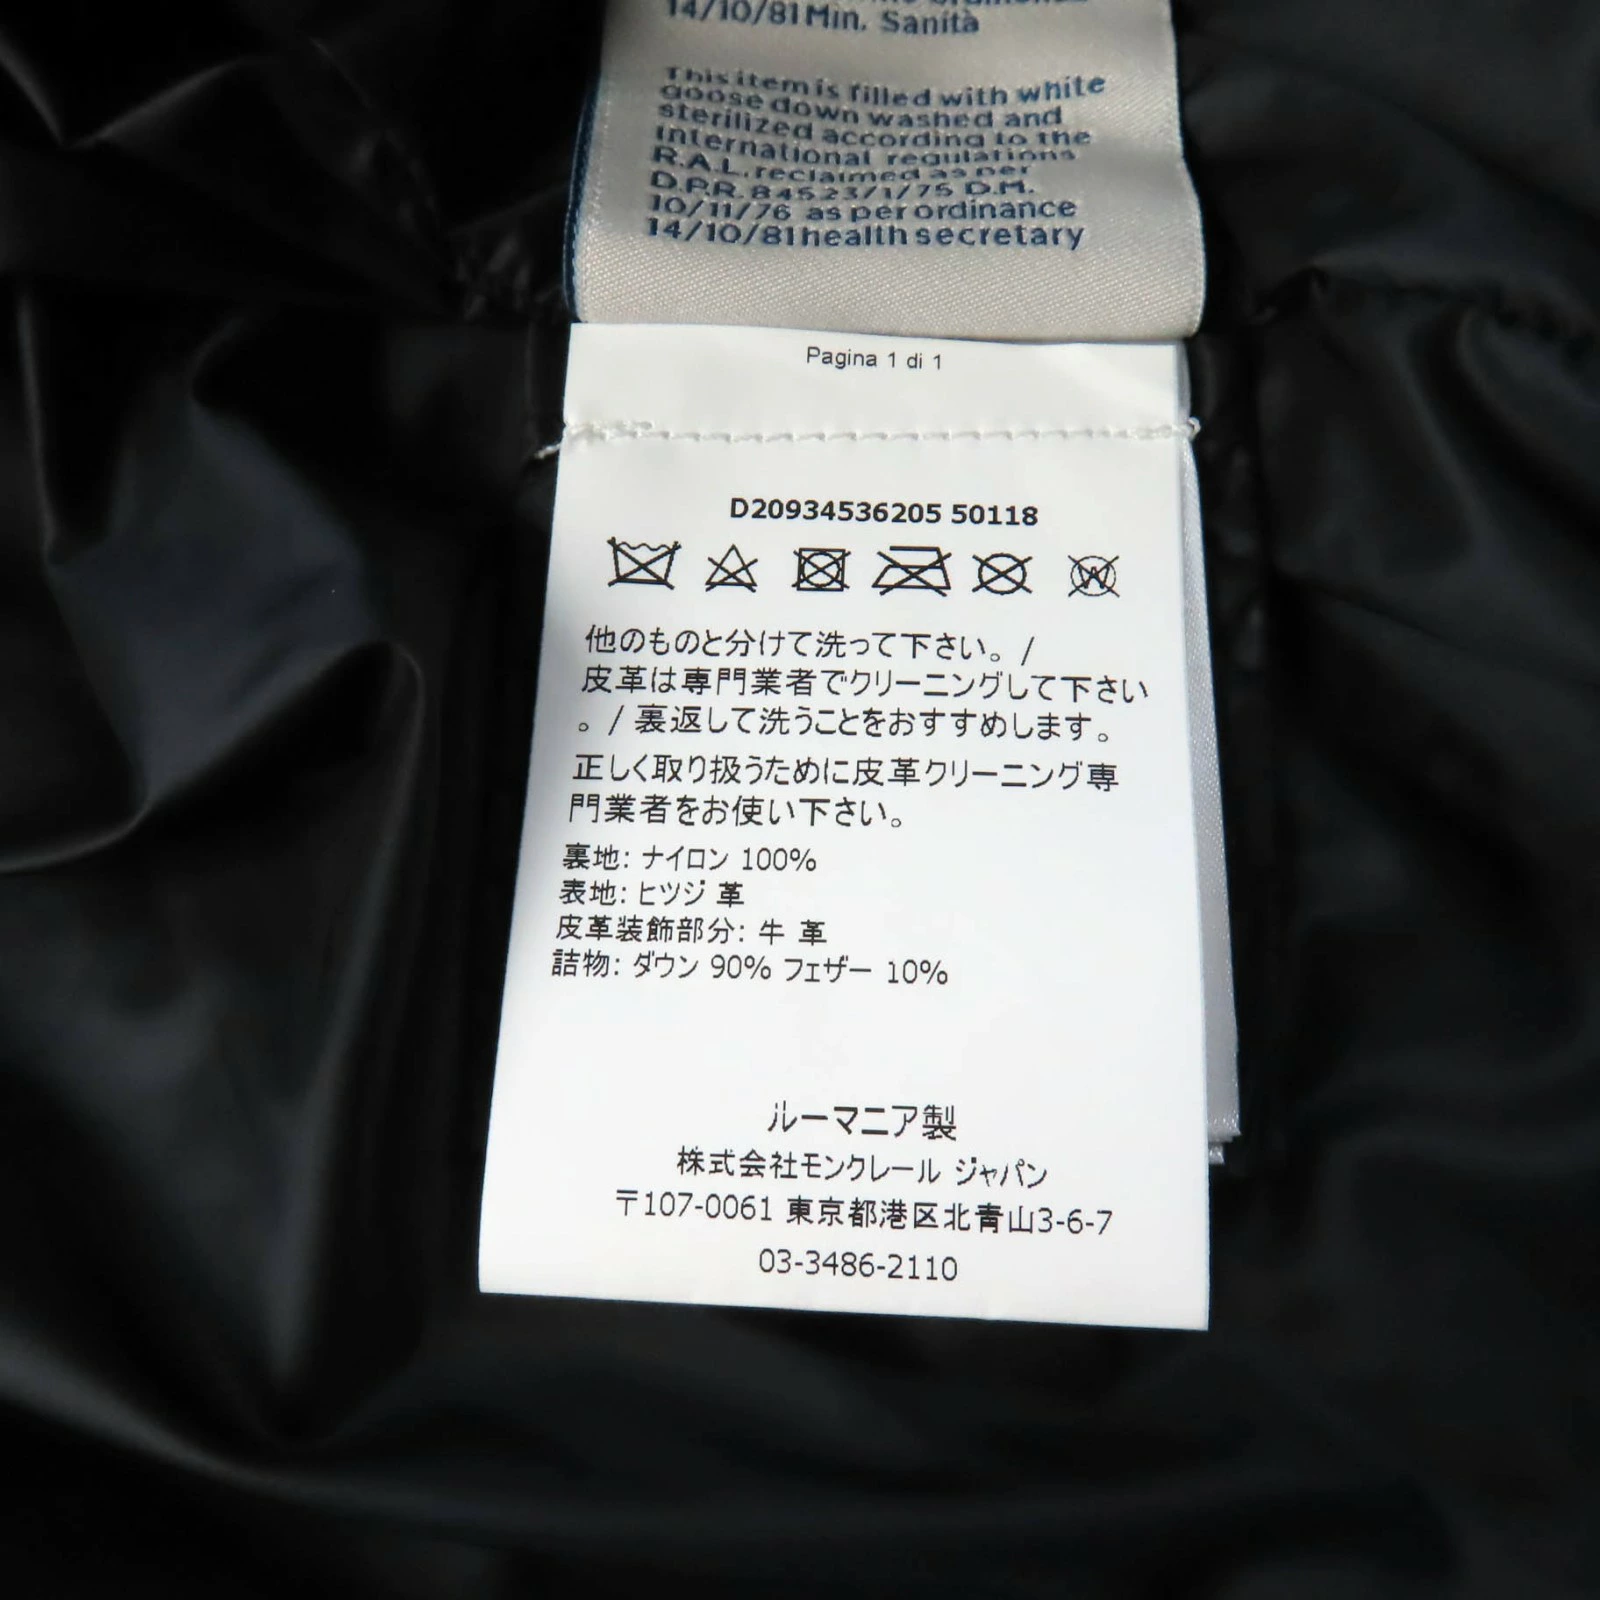 14/10/81 Min. Sanità
This item is filled with white
goose down washed and
sterilized according to the
international regulations
R.A.L. reclaimed as per
D.P.R. 845 23/1/75 D.M.
10/11/76 as per ordinance
14/10/81 health secretary
Pagina 1 di 1
D20934536205 50118
他のものと分けて洗って下さい。/
皮革は専門業者でクリーニングして下さい
。/ 裏返して洗うことをおすすめします。
正しく取り扱うために皮革クリーニング専
門業者をお使い下さい。
裏地: ナイロン 100%
表地: ヒツジ 革
皮革装飾部分: 牛 革
詰物: ダウン 90% フェザー 10%
ルーマニア製
株式会社モンクレール ジャパン
〒107-0061 東京都港区北青山3-6-7
03-3486-2110